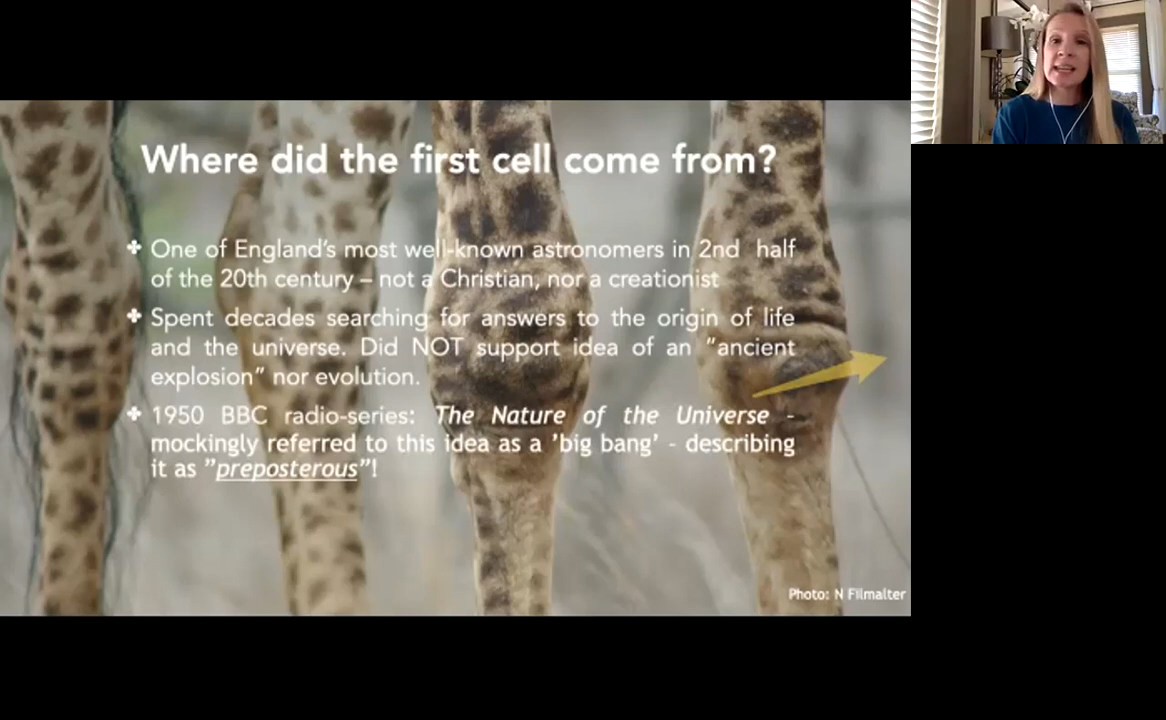 Where did the first cell come from?
✤ One of England's most well-known astronomers in 2nd half
of the 20th century – not a Christian, nor a creationist
✤ Spent decades searching for answers to the origin of life
and the universe. Did NOT support idea of an "ancient
explosion" nor evolution.
✤ 1950 BBC radio-series: The Nature of the Universe -
mockingly referred to this idea as a 'big bang' - describing
it as "preposterous"!
Photo: N Filmalter